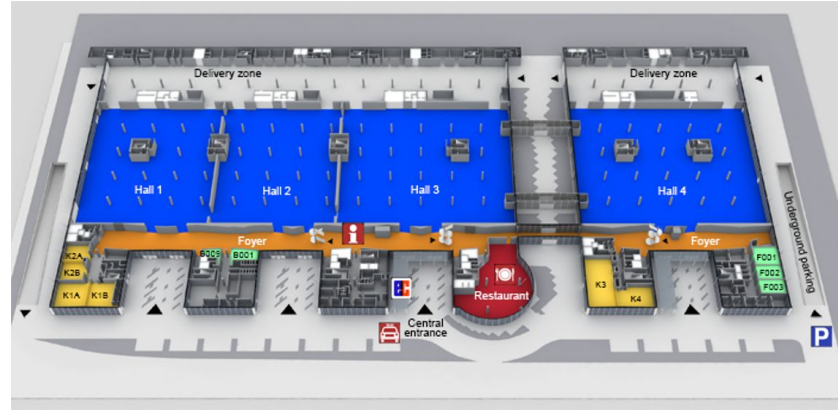 Delivery zone
Delivery zone
Hall 1
Hall 2
Hall 3
Hall 4
Underground parking
Foyer
i
Foyer
K2A
B009
B001
F001
K2B
F002
K1A
K1B
K3
K4
F003
Restaurant
Central
entrance
P